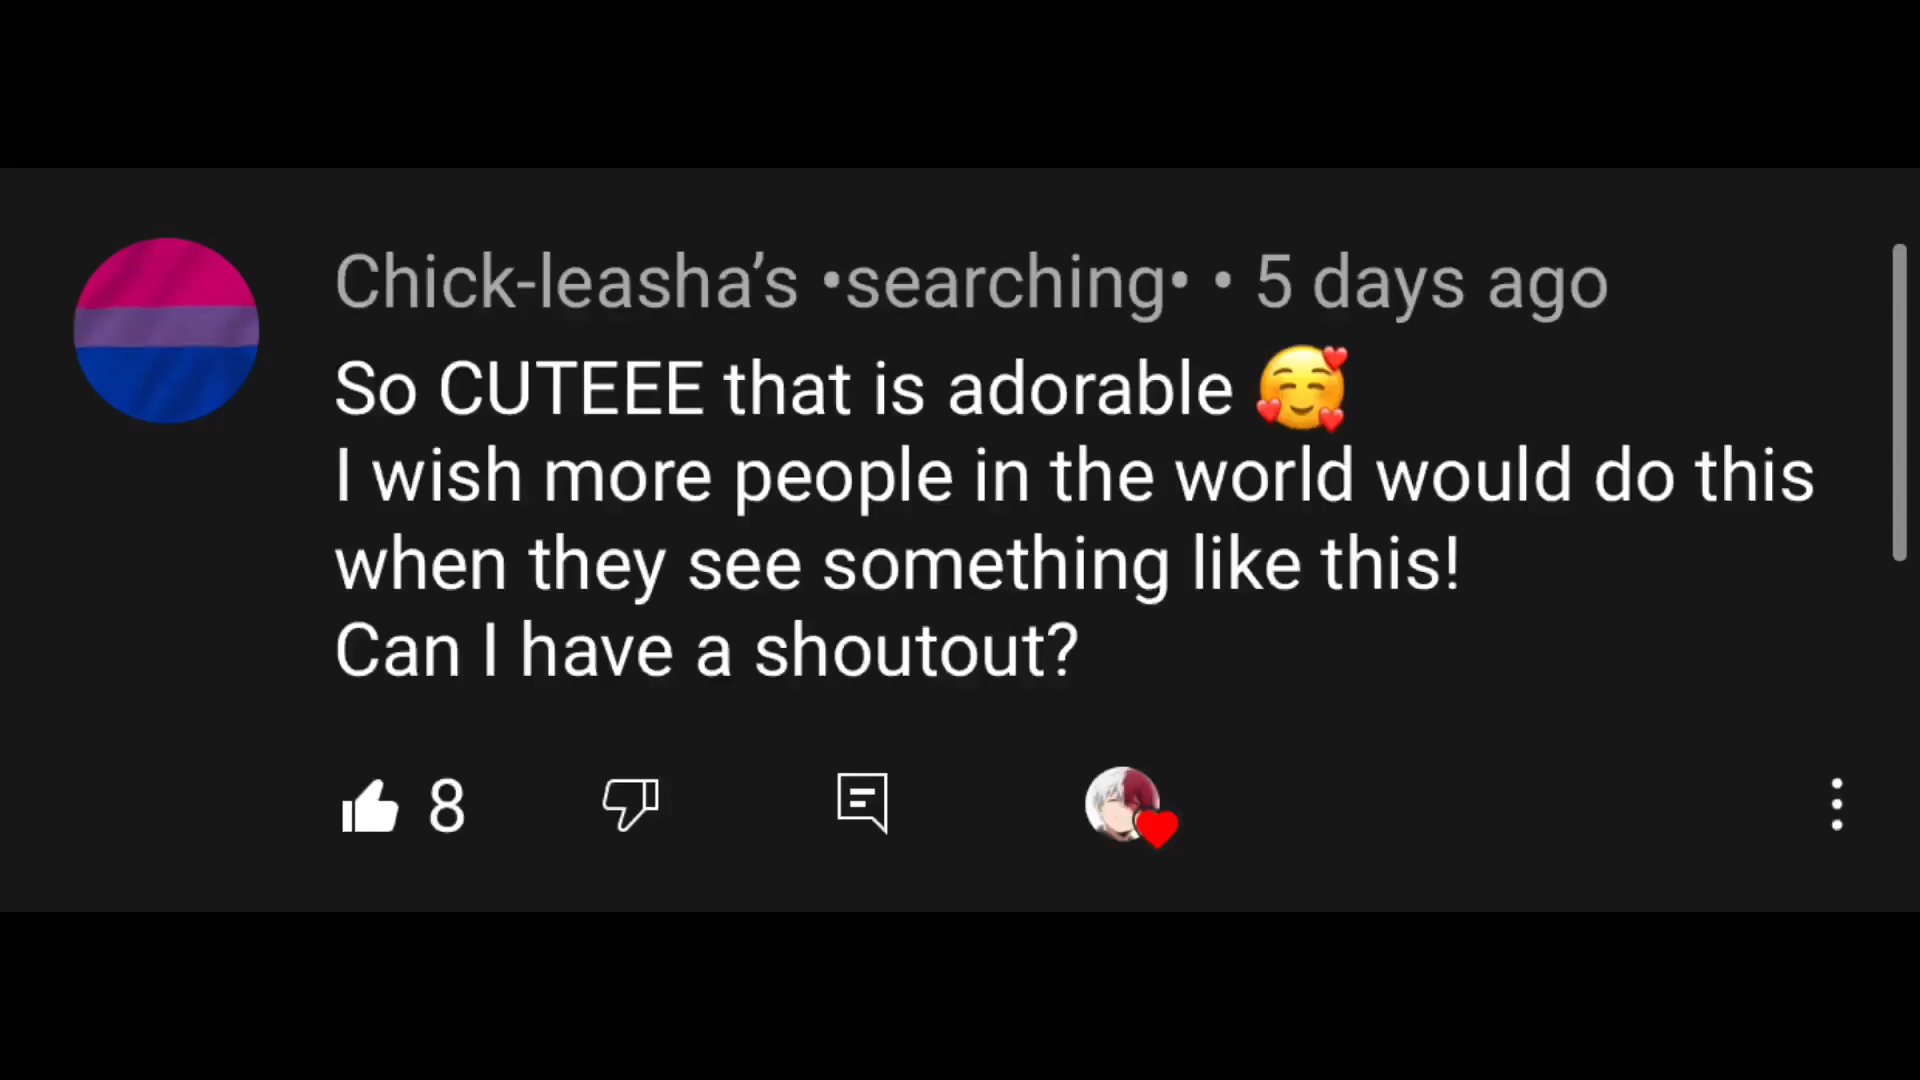 Chick-leasha’s •searching• • 5 days ago
So CUTEEE that is adorable 🥰
I wish more people in the world would do this
when they see something like this!
Can I have a shoutout?
8